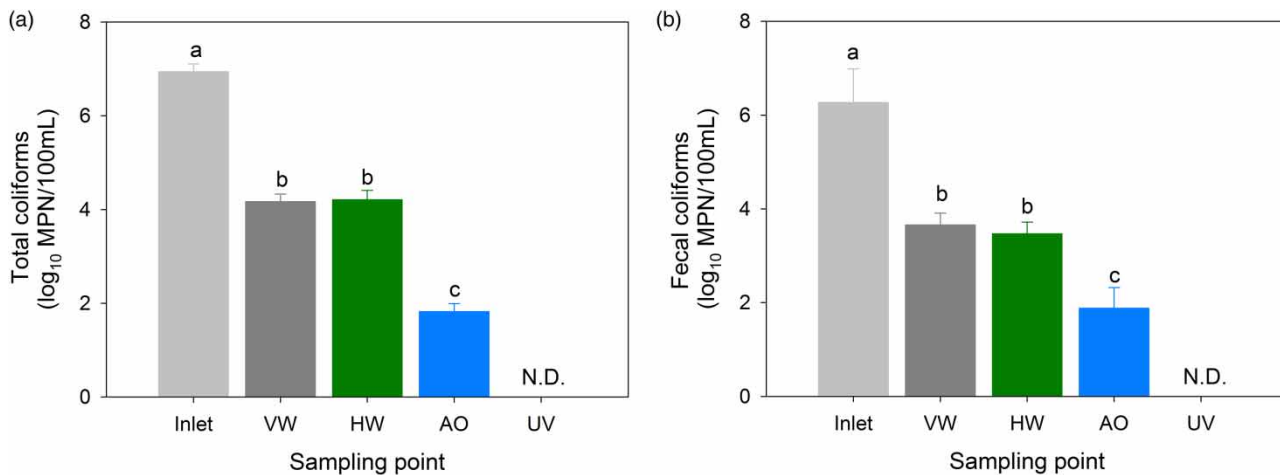 (a)
Total coliforms
(log₁₀ MPN/100mL)
8
6
4
2
0
a
b
b
c
N.D.
Inlet VW HW AO UV
Sampling point
(b)
Fecal coliforms
(log₁₀ MPN/100mL)
8
6
4
2
0
a
b
b
c
N.D.
Inlet VW HW AO UV
Sampling point